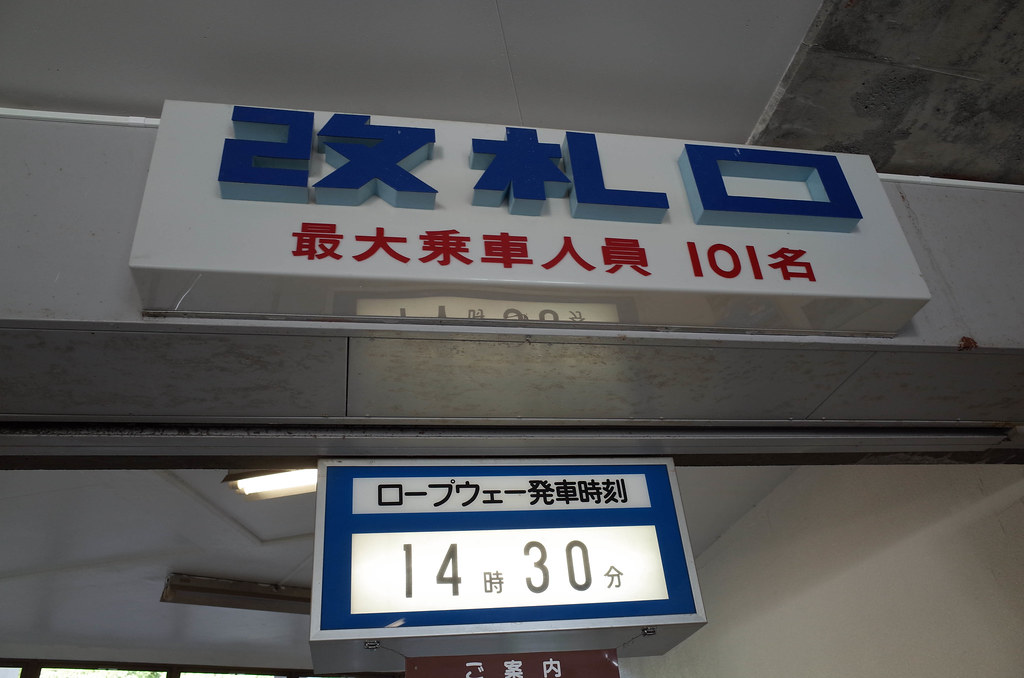 改札口
最大乗車人員 101名
ロープウェー発車時刻
14時30分
ご案内